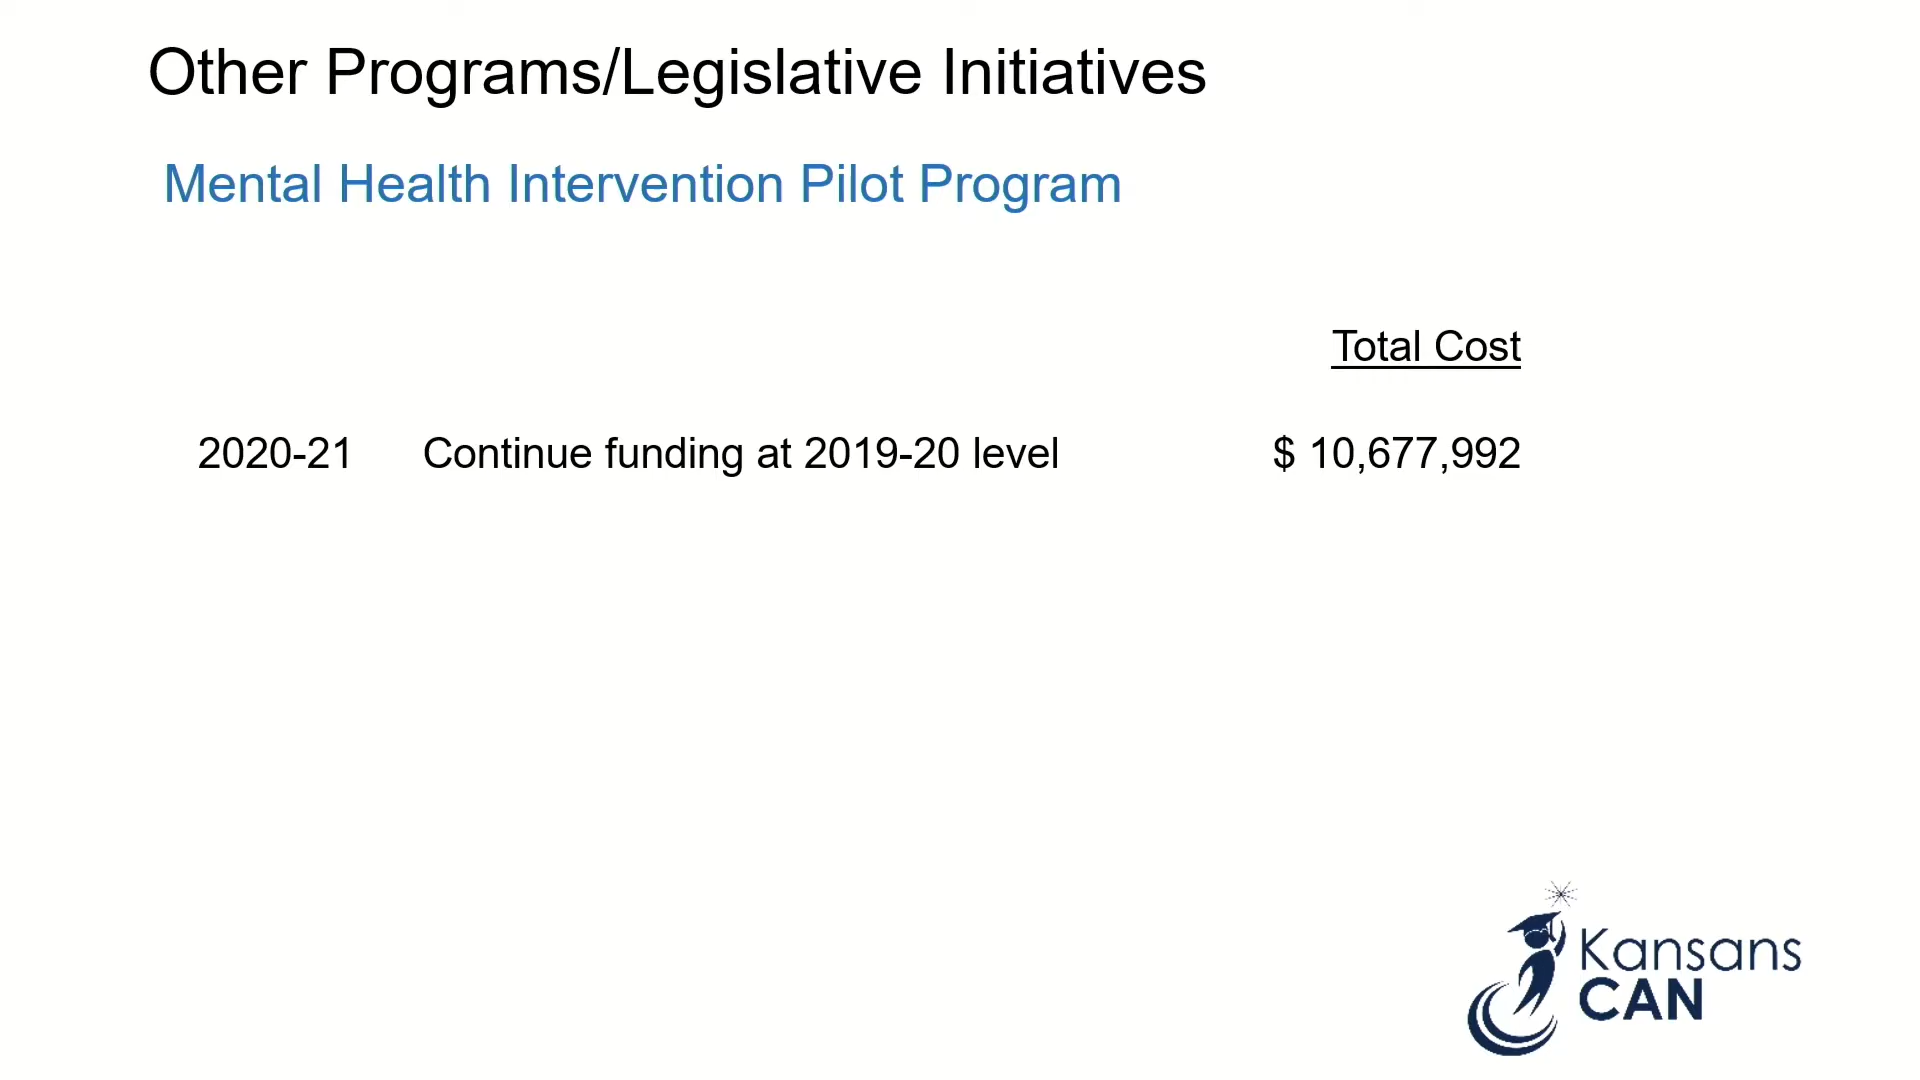 Other Programs/Legislative Initiatives
Mental Health Intervention Pilot Program
Total Cost
2020-21 Continue funding at 2019-20 level $ 10,677,992
Kansans
CAN